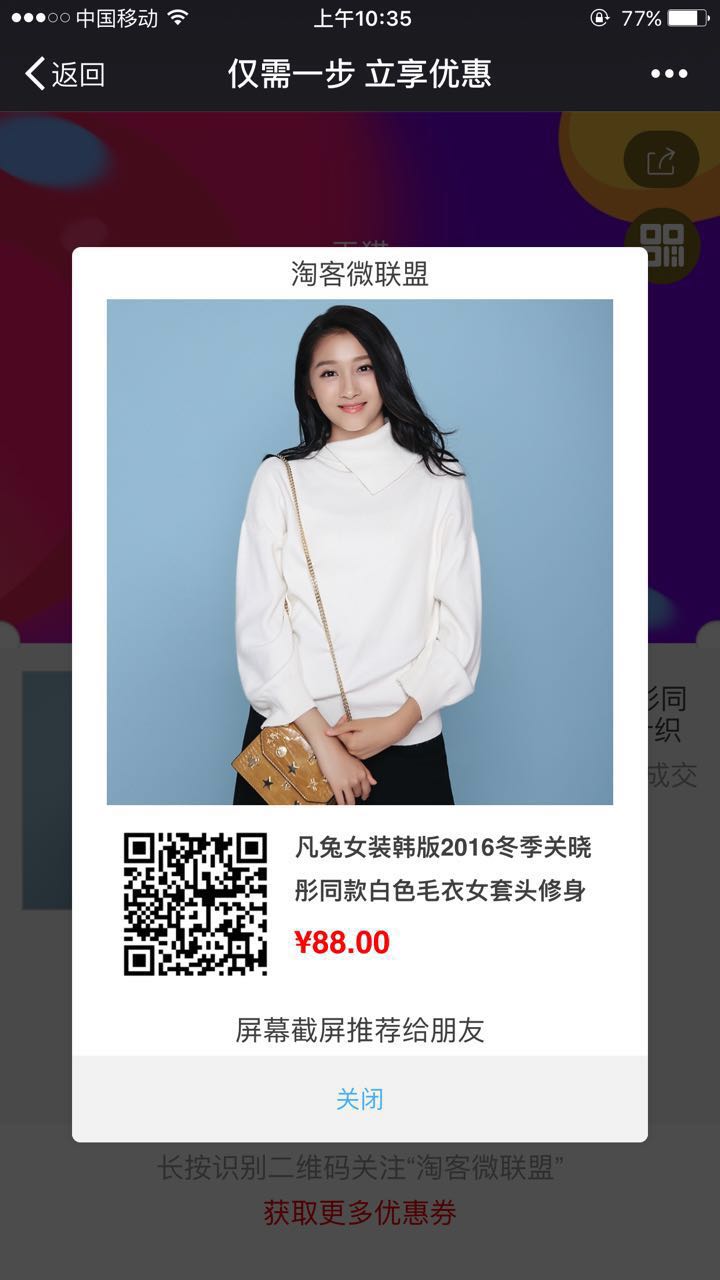 中国移动
上午10:35
77%
返回
仅需一步 立享优惠
天猫
淘客微联盟
凡兔女装韩版2016冬季关晓
彤同款白色毛衣女套头修身
¥88.00
屏幕截屏推荐给朋友
关闭
彤同
织
成交
长按识别二维码关注“淘客微联盟”
获取更多优惠券